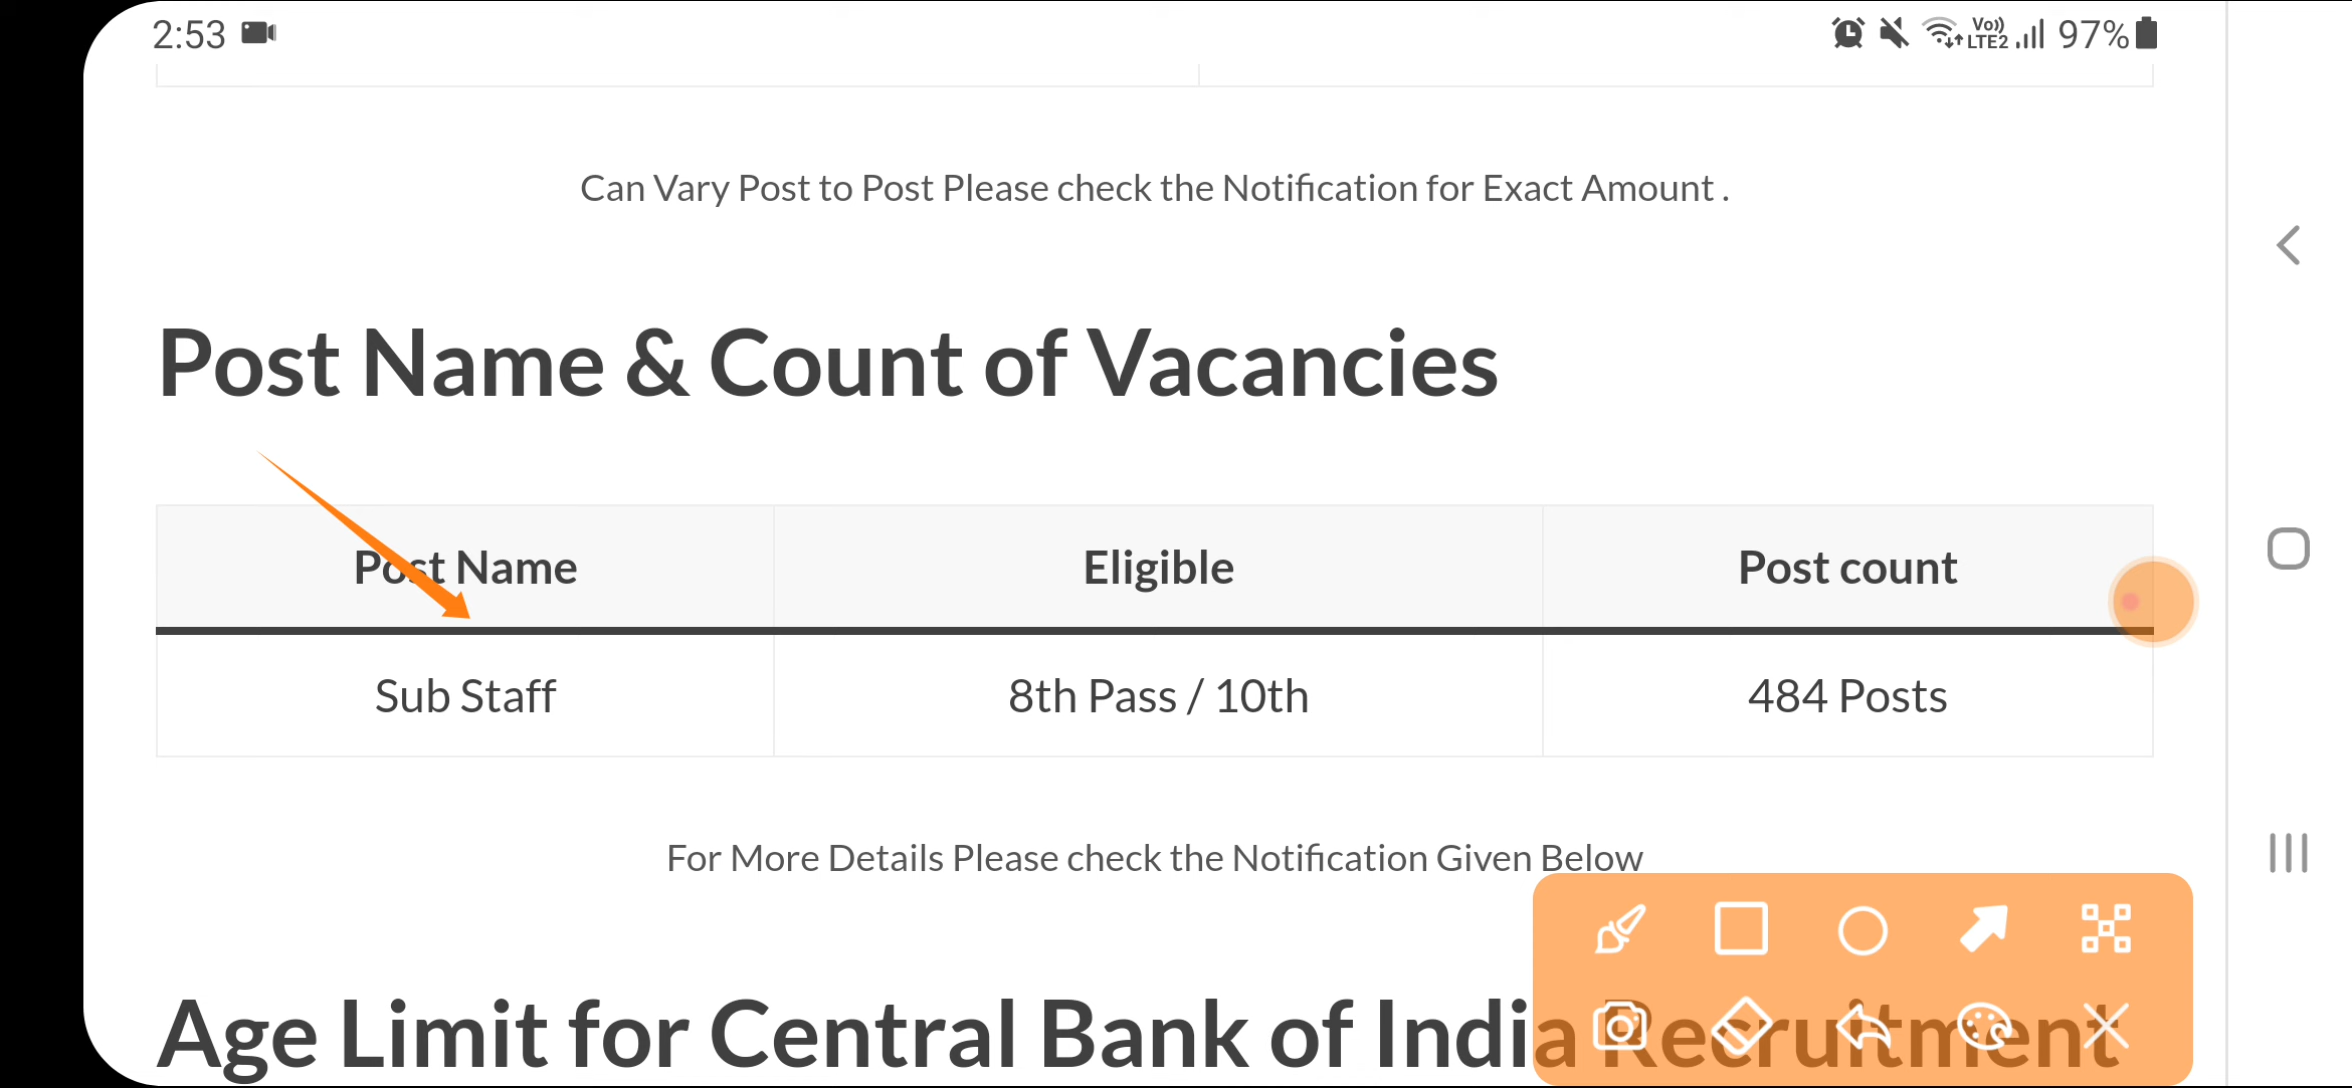 2:53
Vo)) LTE2 97%
Can Vary Post to Post Please check the Notification for Exact Amount .
Post Name & Count of Vacancies
Post Name Eligible Post count
Sub Staff 8th Pass / 10th 484 Posts
For More Details Please check the Notification Given Below
Age Limit for Central Bank of India Recruitment